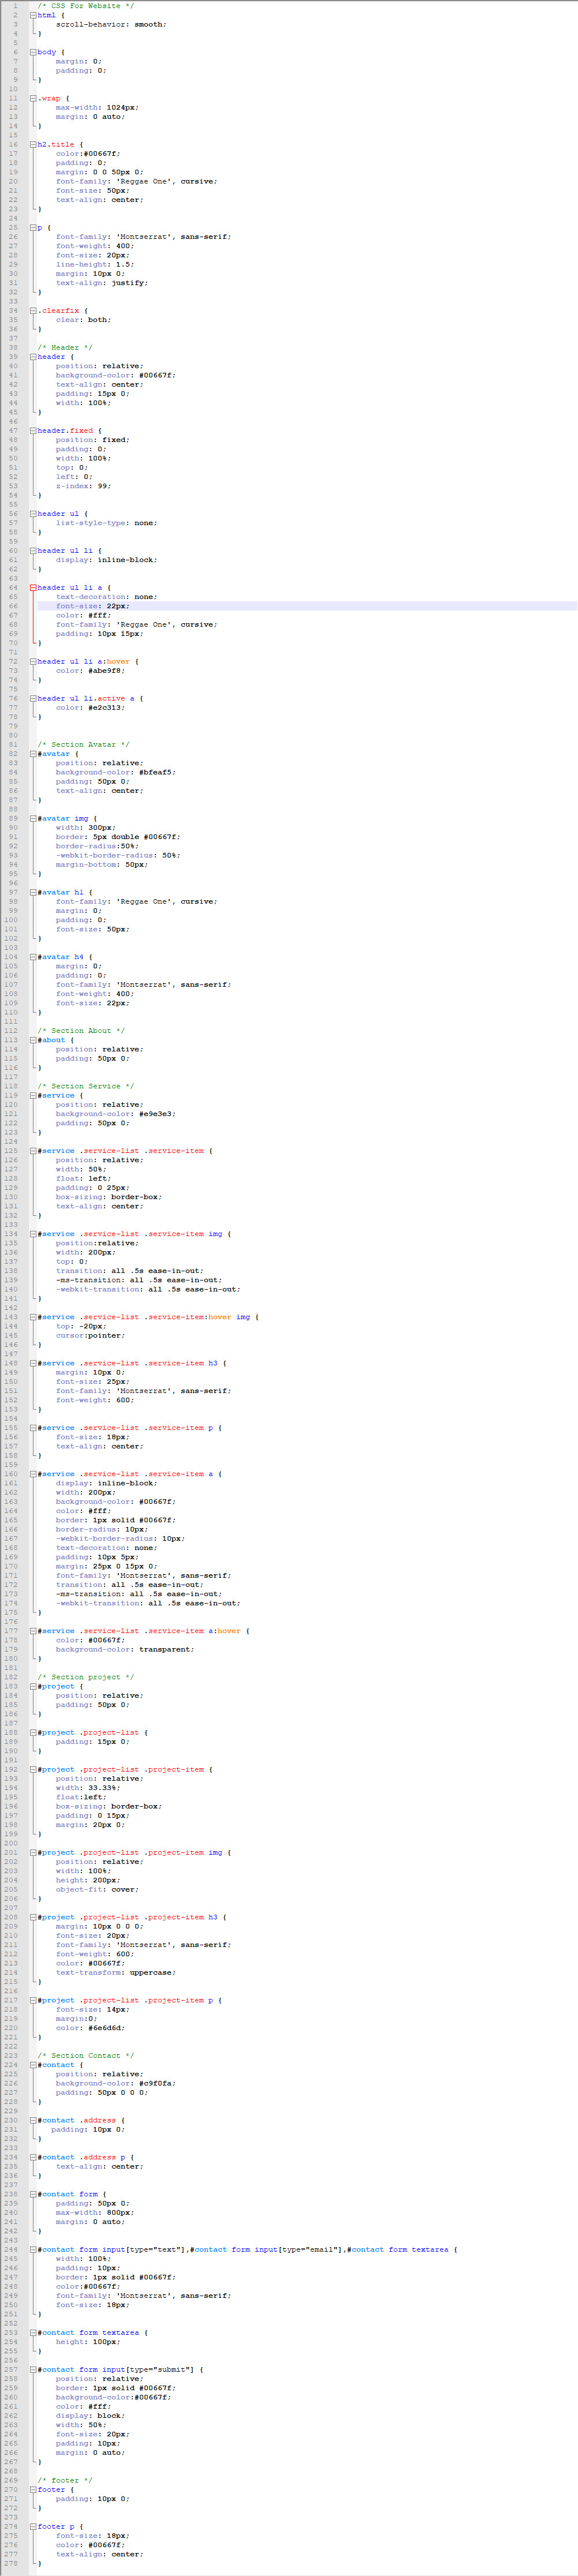 1 /* CSS For Website */
2 html {
3 scroll-behavior: smooth;
4 }
5
6 body {
7 margin: 0;
8 padding: 0;
9 }
10
11 .wrap {
12 max-width: 1024px;
13 margin: 0 auto;
14 }
15
16 h2.title {
17 color:#00667f;
18 padding: 0;
19 margin: 0 0 50px 0;
20 font-family: 'Reggae One', cursive;
21 font-size: 50px;
22 text-align: center;
23 }
24
25 p {
26 font-family: 'Montserrat', sans-serif;
27 font-weight: 400;
28 font-size: 20px;
29 line-height: 1.5;
30 margin: 10px 0;
31 text-align: justify;
32 }
33
34 .clearfix {
35 clear: both;
36 }
37
38 /* Header */
39 header {
40 position: relative;
41 background-color: #00667f;
42 text-align: center;
43 padding: 15px 0;
44 width: 100%;
45 }
46
47 header.fixed {
48 position: fixed;
49 padding: 0;
50 width: 100%;
51 top: 0;
52 left: 0;
53 z-index: 99;
54 }
55
56 header ul {
57 list-style-type: none;
58 }
59
60 header ul li {
61 display: inline-block;
62 }
63
64 header ul li a {
65 text-decoration: none;
66 font-size: 22px;
67 color: #fff;
68 font-family: 'Reggae One', cursive;
69 padding: 10px 15px;
70 }
71
72 header ul li a:hover {
73 color: #abe9f8;
74 }
75
76 header ul li.active a {
77 color: #e2c313;
78 }
79
80
81 /* Section Avatar */
82 #avatar {
83 position: relative;
84 background-color: #bfeaf5;
85 padding: 50px 0;
86 text-align: center;
87 }
88
89 #avatar img {
90 width: 300px;
91 border: 5px double #00667f;
92 border-radius:50%;
93 -webkit-border-radius: 50%;
94 margin-bottom: 50px;
95 }
96
97 #avatar h1 {
98 font-family: 'Reggae One', cursive;
99 margin: 0;
100 padding: 0;
101 font-size: 50px;
102 }
103
104 #avatar h4 {
105 margin: 0;
106 padding: 0;
107 font-family: 'Montserrat', sans-serif;
108 font-weight: 400;
109 font-size: 22px;
110 }
111
112 /* Section About */
113 #about {
114 position: relative;
115 padding: 50px 0;
116 }
117
118 /* Section Service */
119 #service {
120 position: relative;
121 background-color: #e9e3e3;
122 padding: 50px 0;
123 }
124
125 #service .service-list .service-item {
126 position: relative;
127 width: 50%;
128 float: left;
129 padding: 0 25px;
130 box-sizing: border-box;
131 text-align: center;
132 }
133
134 #service .service-list .service-item img {
135 position:relative;
136 width: 200px;
137 top: 0;
138 transition: all .5s ease-in-out;
139 -ms-transition: all .5s ease-in-out;
140 -webkit-transition: all .5s ease-in-out;
141 }
142
143 #service .service-list .service-item:hover img {
144 top: -20px;
145 cursor:pointer;
146 }
147
148 #service .service-list .service-item h3 {
149 margin: 10px 0;
150 font-size: 25px;
151 font-family: 'Montserrat', sans-serif;
152 font-weight: 600;
153 }
154
155 #service .service-list .service-item p {
156 font-size: 18px;
157 text-align: center;
158 }
159
160 #service .service-list .service-item a {
161 display: inline-block;
162 width: 200px;
163 background-color: #00667f;
164 color: #fff;
165 border: 1px solid #00667f;
166 border-radius: 10px;
167 -webkit-border-radius: 10px;
168 text-decoration: none;
169 padding: 10px 5px;
170 margin: 25px 0 15px 0;
171 font-family: 'Montserrat', sans-serif;
172 transition: all .5s ease-in-out;
173 -ms-transition: all .5s ease-in-out;
174 -webkit-transition: all .5s ease-in-out;
175 }
176
177 #service .service-list .service-item a:hover {
178 color: #00667f;
179 background-color: transparent;
180 }
181
182 /* Section project */
183 #project {
184 position: relative;
185 padding: 50px 0;
186 }
187
188 #project .project-list {
189 padding: 15px 0;
190 }
191
192 #project .project-list .project-item {
193 position: relative;
194 width: 33.33%;
195 float:left;
196 box-sizing: border-box;
197 padding: 0 15px;
198 margin: 20px 0;
199 }
200
201 #project .project-list .project-item img {
202 position: relative;
203 width: 100%;
204 height: 200px;
205 object-fit: cover;
206 }
207
208 #project .project-list .project-item h3 {
209 margin: 10px 0 0 0;
210 font-size: 20px;
211 font-family: 'Montserrat', sans-serif;
212 font-weight: 600;
213 color: #00667f;
214 text-transform: uppercase;
215 }
216
217 #project .project-list .project-item p {
218 font-size: 14px;
219 margin:0;
220 color: #6e6d6d;
221 }
222
223 /* Section Contact */
224 #contact {
225 position: relative;
226 background-color: #c9f0fa;
227 padding: 50px 0 0 0;
228 }
229
230 #contact .address {
231 padding: 10px 0;
232 }
233
234 #contact .address p {
235 text-align: center;
236 }
237
238 #contact form {
239 padding: 50px 0;
240 max-width: 800px;
241 margin: 0 auto;
242 }
243
244 #contact form input[type="text"],#contact form input[type="email"],#contact form textarea {
245 width: 100%;
246 padding: 10px;
247 border: 1px solid #00667f;
248 color:#00667f;
249 font-family: 'Montserrat', sans-serif;
250 font-size: 18px;
251 }
252
253 #contact form textarea {
254 height: 100px;
255 }
256
257 #contact form input[type="submit"] {
258 position: relative;
259 border: 1px solid #00667f;
260 background-color:#00667f;
261 color: #fff;
262 display: block;
263 width: 50%;
264 font-size: 20px;
265 padding: 10px;
266 margin: 0 auto;
267 }
268
269 /* footer */
270 footer {
271 padding: 10px 0;
272 }
273
274 footer p {
275 font-size: 18px;
276 color: #00667f;
277 text-align: center;
278 }